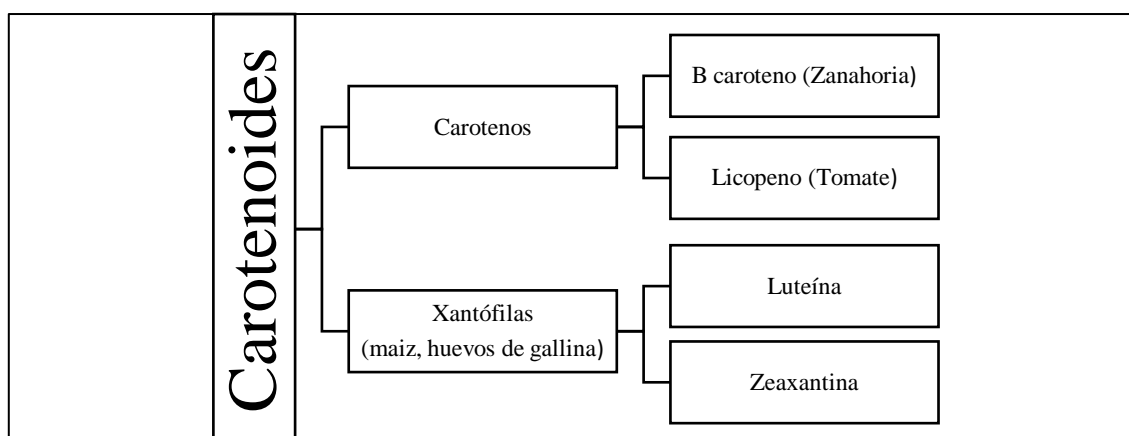 Carotenoides
Carotenos
B caroteno (Zanahoria)
Licopeno (Tomate)
Xantófilas
(maiz, huevos de gallina)
Luteína
Zeaxantina